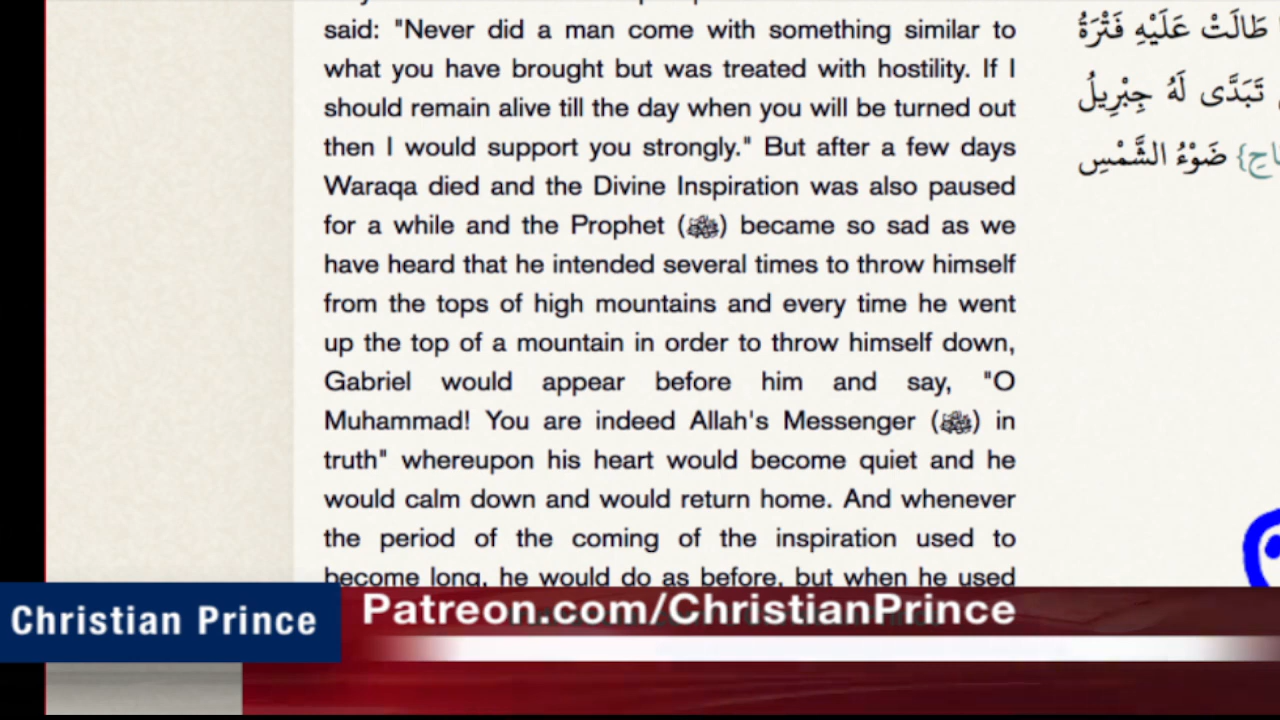 said: "Never did a man come with something similar to
what you have brought but was treated with hostility. If I
should remain alive till the day when you will be turned out
then I would support you strongly." But after a few days
Waraqa died and the Divine Inspiration was also paused
for a while and the Prophet (ﷺ) became so sad as we
have heard that he intended several times to throw himself
from the tops of high mountains and every time he went
up the top of a mountain in order to throw himself down,
Gabriel would appear before him and say, "O
Muhammad! You are indeed Allah's Messenger (ﷺ) in
truth" whereupon his heart would become quiet and he
would calm down and would return home. And whenever
the period of the coming of the inspiration used to
become long, he would do as before, but when he used
طَالَتْ عَلَيْهِ فَتْرَةُ
تَبَدَّى لَهُ جِبْرِيلُ
ضَوْءُ الشَّمْسِ
Christian Prince
Patreon.com/ChristianPrince